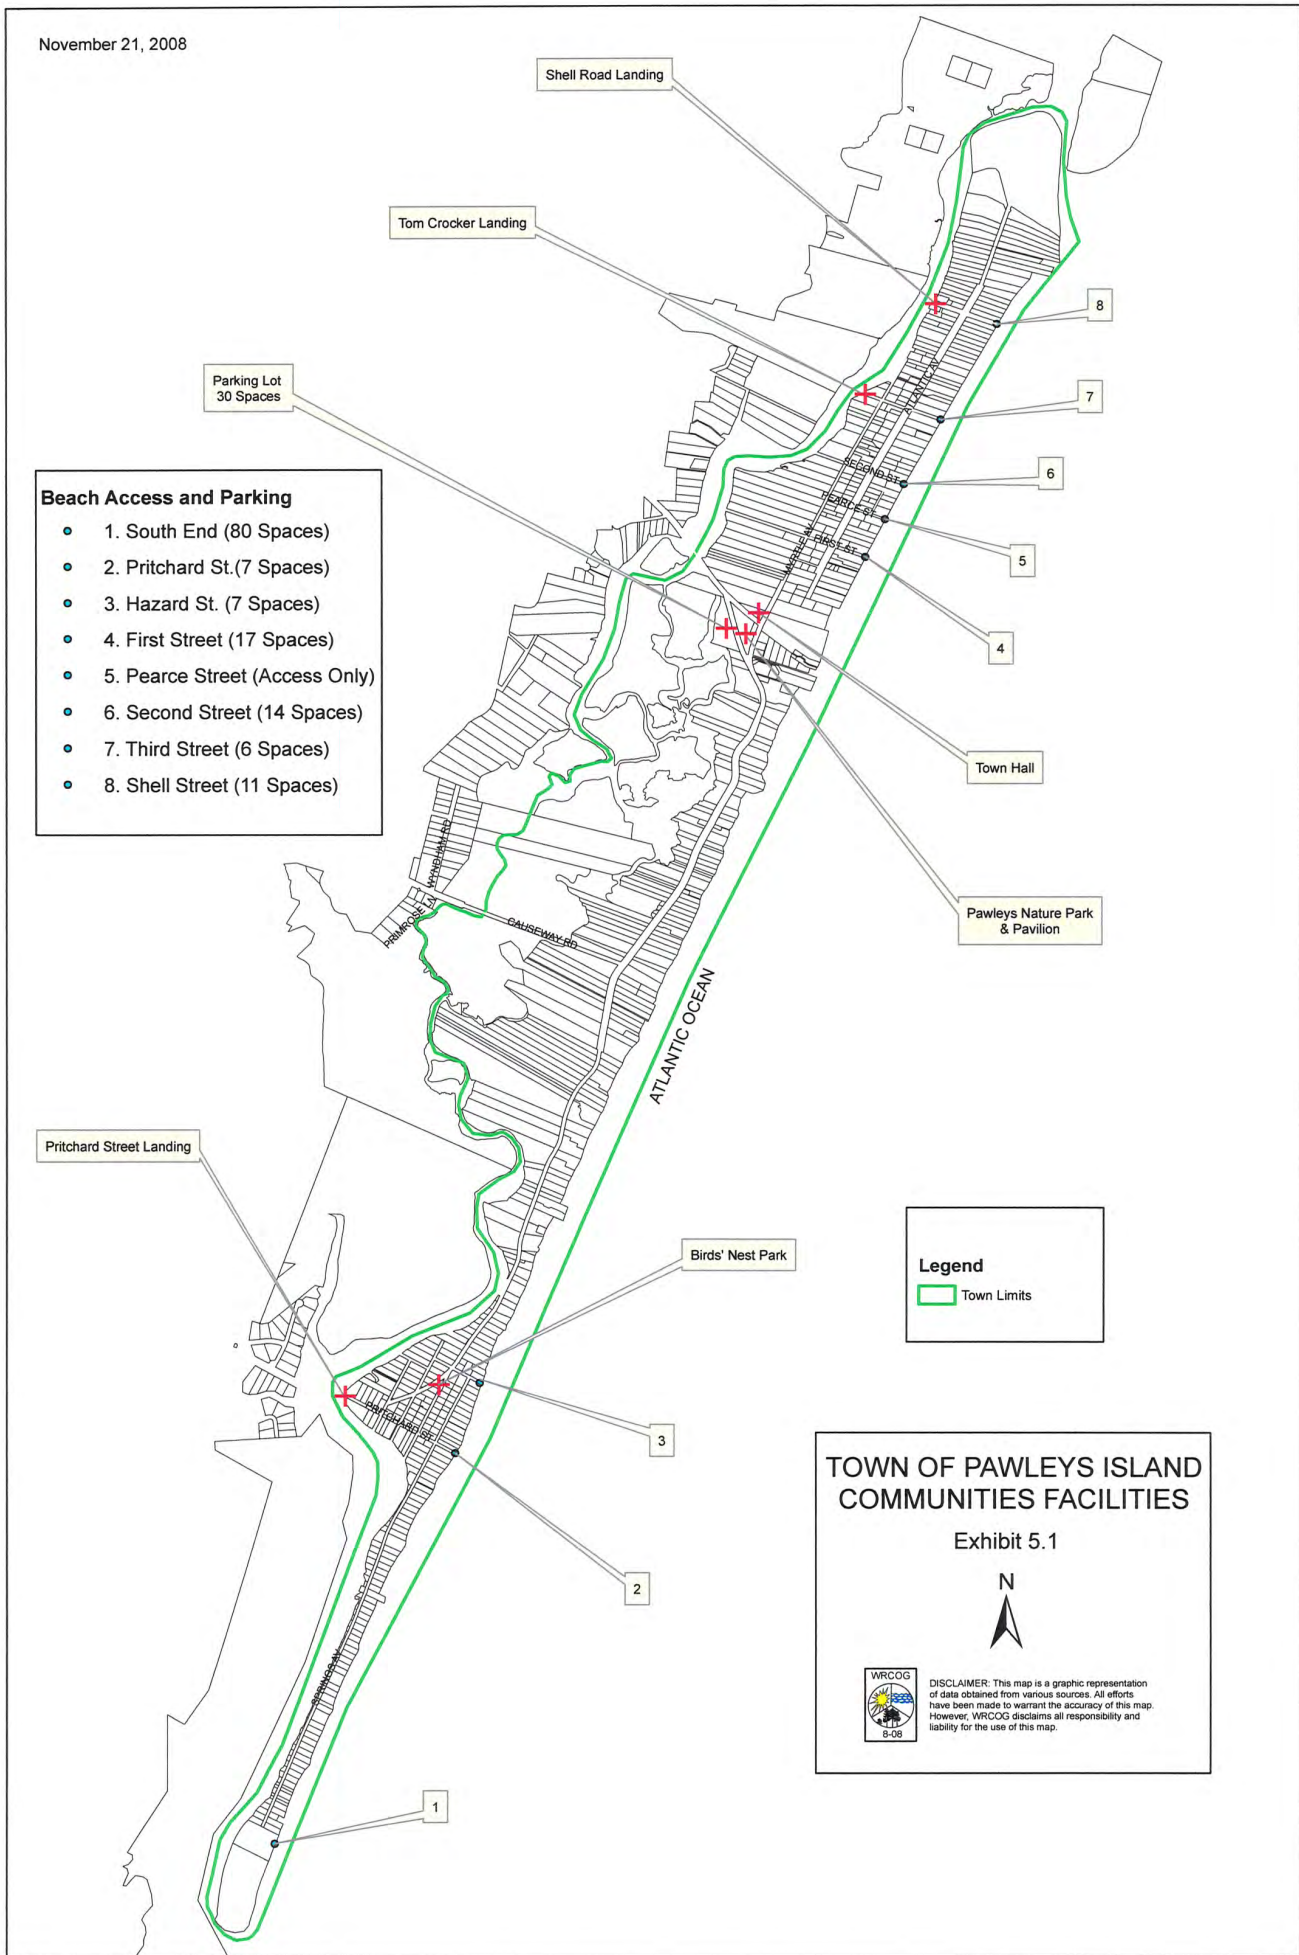 November 21, 2008
Shell Road Landing
Tom Crocker Landing
8
Parking Lot
30 Spaces
7
ATLANTIC AV
Beach Access and Parking
1. South End (80 Spaces)
2. Pritchard St.(7 Spaces)
3. Hazard St. (7 Spaces)
4. First Street (17 Spaces)
5. Pearce Street (Access Only)
6. Second Street (14 Spaces)
7. Third Street (6 Spaces)
8. Shell Street (11 Spaces)
SECOND ST
6
PEARCE ST
MYRTLE AV
FIRST ST
5
4
Town Hall
WYNDHAM RD
PRIMROSE LN
CAUSEWAY RD
Pawleys Nature Park
& Pavilion
ATLANTIC OCEAN
Pritchard Street Landing
Birds' Nest Park
Legend
Town Limits
PRITCHARD ST
3
2
SPRINGS AV
1
TOWN OF PAWLEYS ISLAND
COMMUNITIES FACILITIES
Exhibit 5.1
N
WRCOG
8-08
DISCLAIMER: This map is a graphic representation
of data obtained from various sources. All efforts
have been made to warrant the accuracy of this map.
However, WRCOG disclaims all responsibility and
liability for the use of this map.